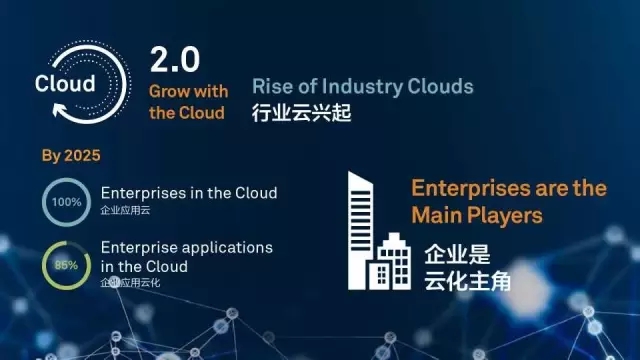 Cloud
2.0
Grow with
the Cloud
Rise of Industry Clouds
行业云兴起
By 2025
100%
Enterprises in the Cloud
企业应用云
85%
Enterprise applications
in the Cloud
企业应用云化
Enterprises are the
Main Players
企业是
云化主角